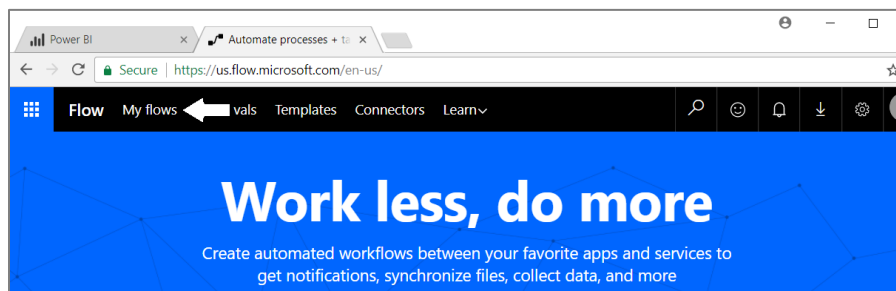 Power BI
Automate processes + ta
Secure | https://us.flow.microsoft.com/en-us/
Flow My flows vals Templates Connectors Learn
Work less, do more
Create automated workflows between your favorite apps and services to
get notifications, synchronize files, collect data, and more